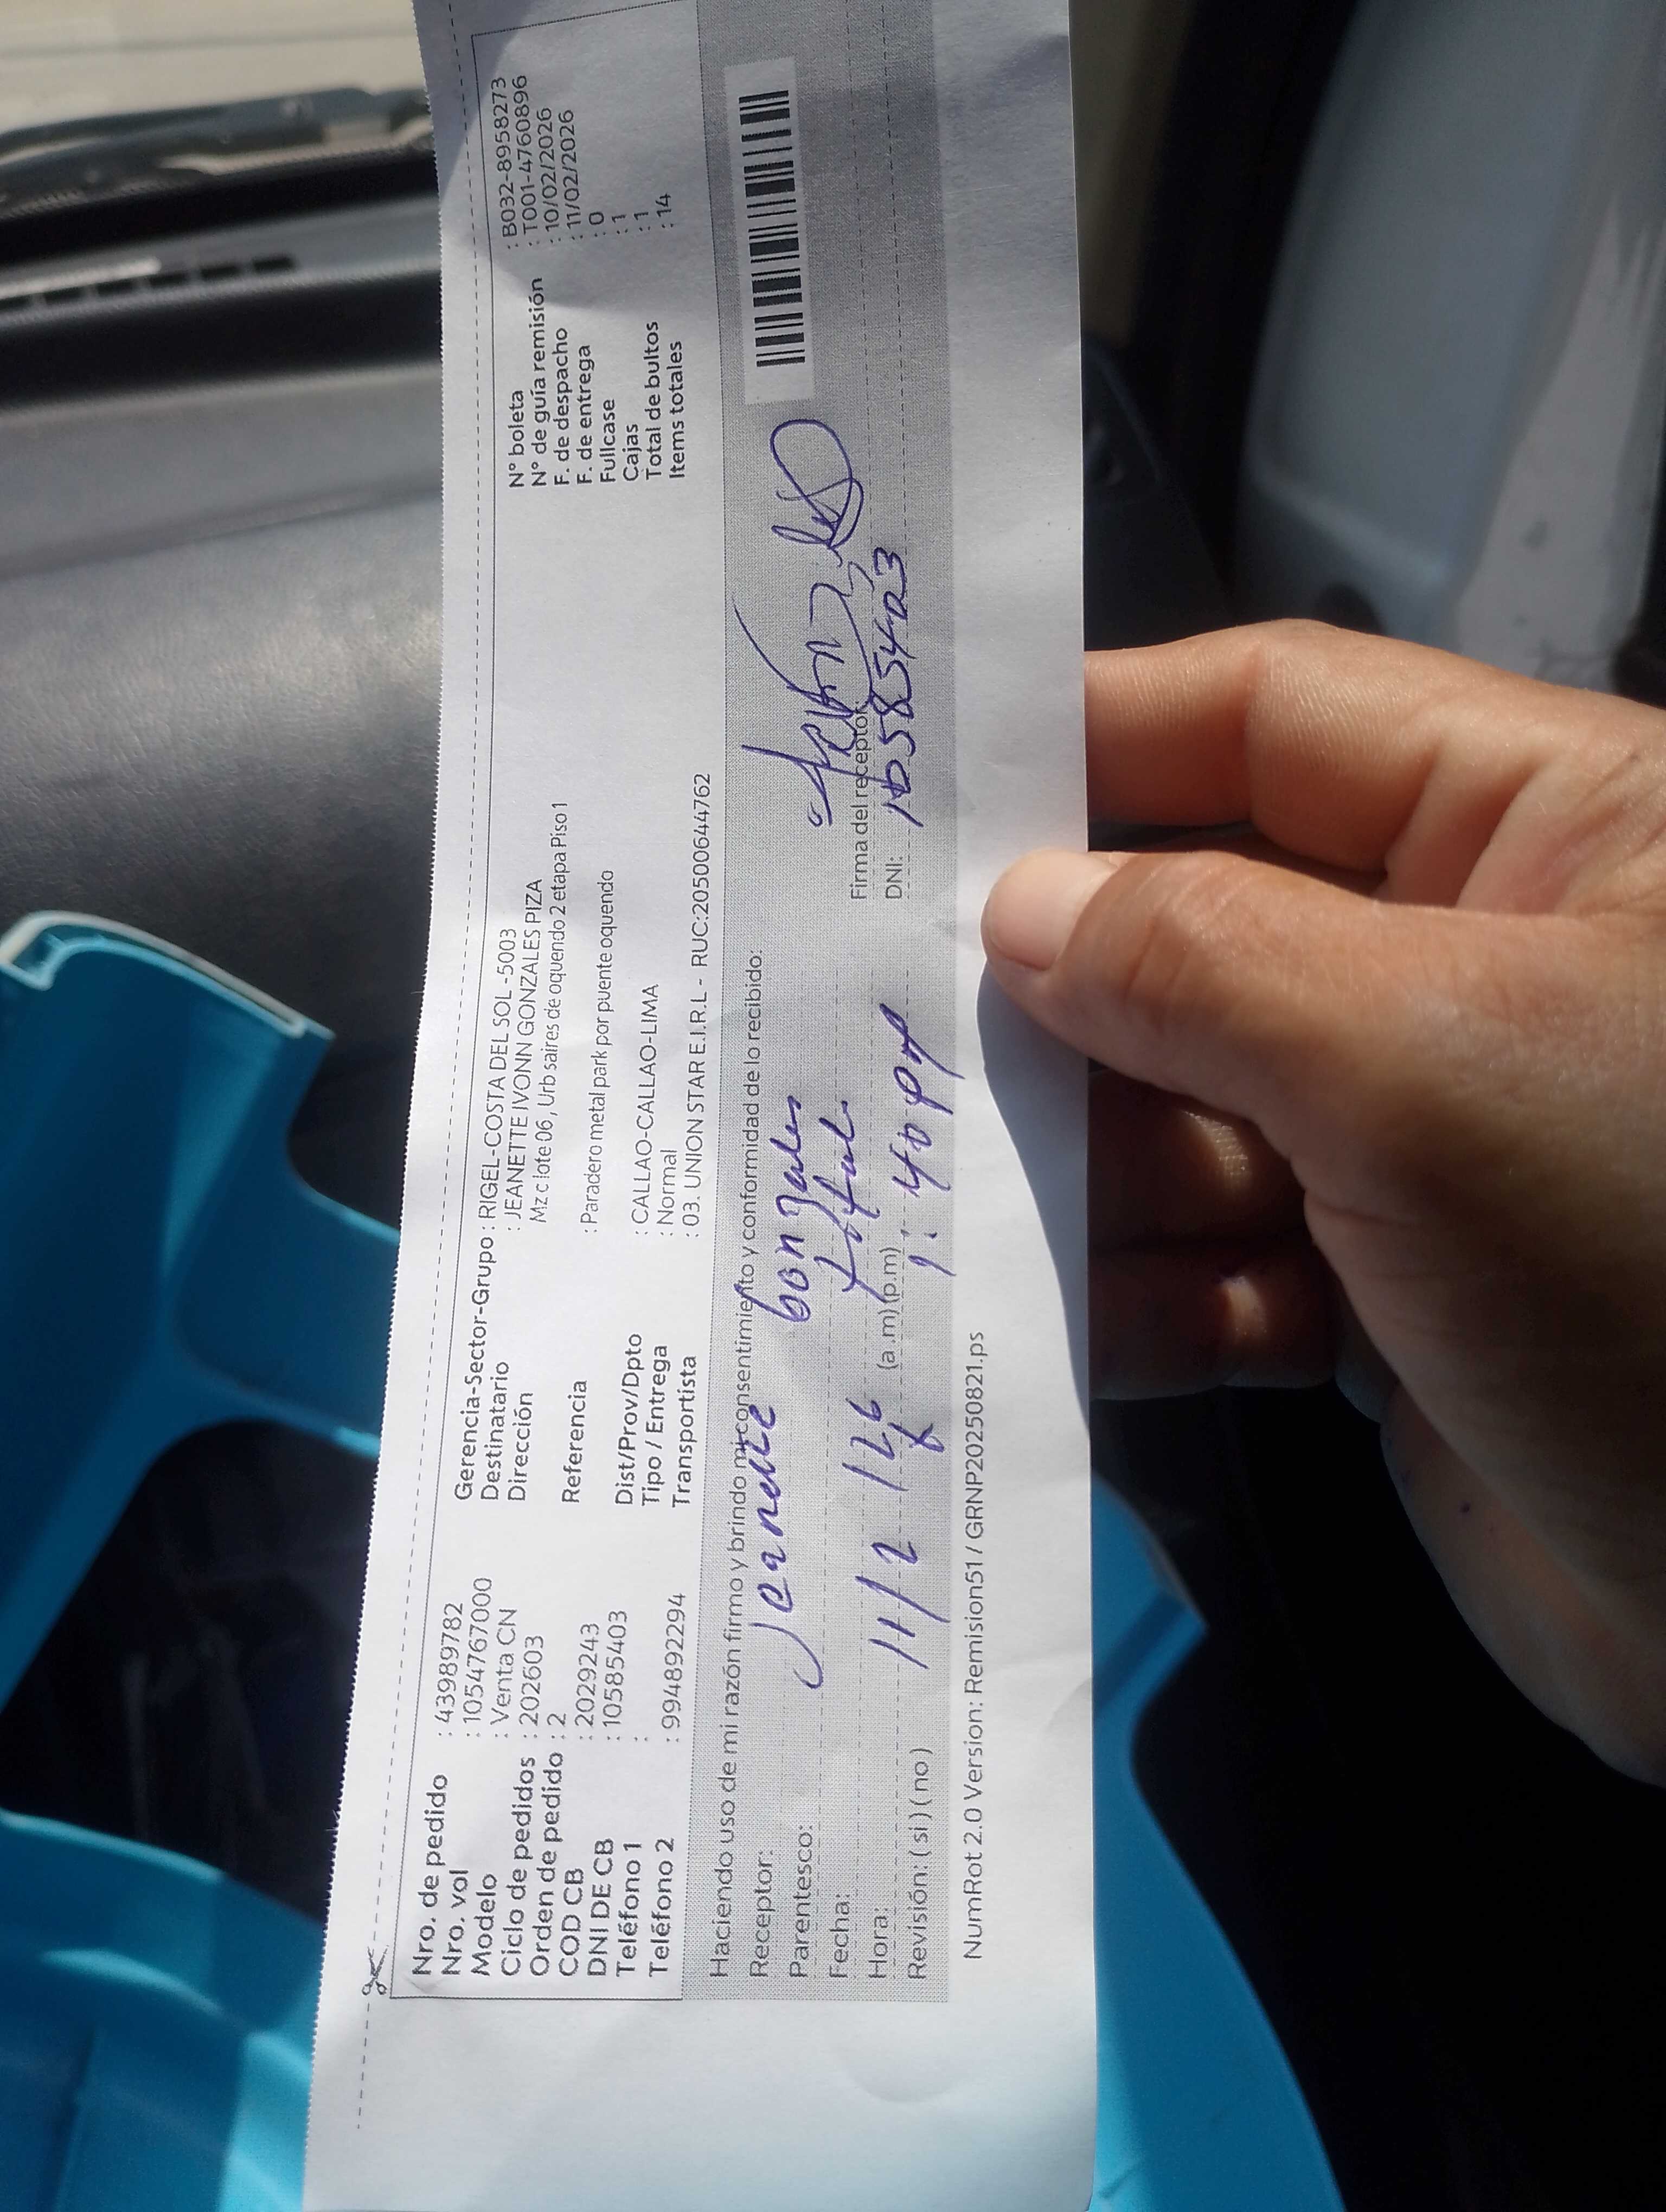 Nro. de pedido : 43989782
Nro. vol : 1054767000
Modelo : Venta CN
Ciclo de pedidos : 202603
Orden de pedido : 2
COD CB : 2029243
DNI DE CB : 10585403
Teléfono 1 :
Teléfono 2 : 994892294
Gerencia-Sector-Grupo : RIGEL-COSTA DEL SOL -5003
Destinatario : JEANETTE IVONN GONZALES PIZA
Dirección Mz c lote 06 , Urb saires de oquendo 2 etapa Piso 1
Referencia : Paradero metal park por puente oquendo
Dist/Prov/Dpto : CALLAO-CALLAO-LIMA
Tipo / Entrega : Normal
Transportista : 03. UNION STAR E.I.R.L - RUC:20500644762
N° boleta : B032-8958273
N° de guía remisión : T001-4760896
F. de despacho : 10/02/2026
F. de entrega : 11/02/2026
Fullcase : 0
Cajas : 1
Total de bultos : 1
Items totales : 14
Haciendo uso de mi razón firmo y brindo mi consentimiento y conformidad de lo recibido:
Receptor: Jeanette Gonzales
Parentesco:
Fecha: 11/2/26
Hora: (a.m) (p.m) 1:40 pm
Revisión: ( si ) ( no )
Firma del receptor:
DNI: 10585403
NumRot 2.0 Version: Remision51 / GRNP20250821.ps